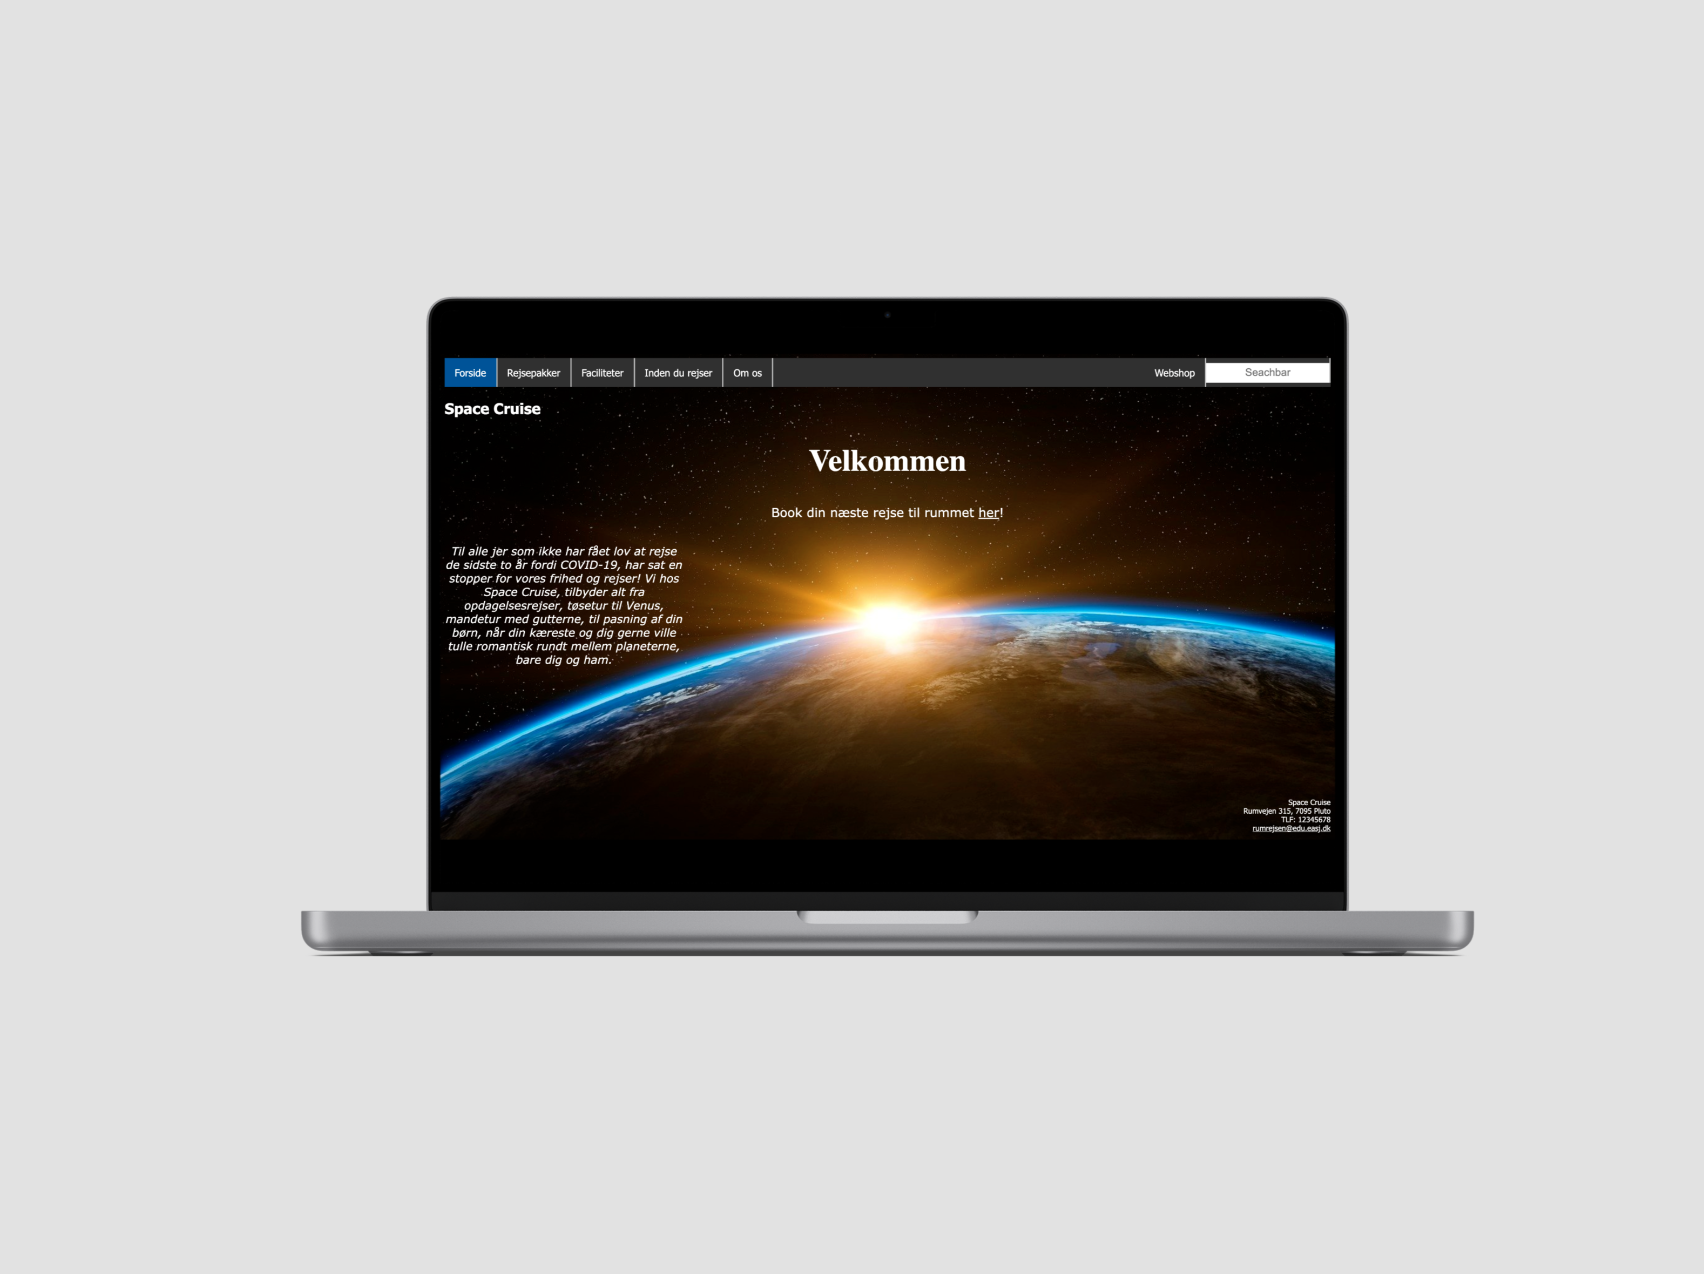 Forside Rejsepakker Faciliteter Inden du rejser Om os Webshop Seachbar
Space Cruise
Velkommen
Book din næste rejse til rummet her!
Til alle jer som ikke har fået lov at rejse
de sidste to år fordi COVID-19, har sat en
stopper for vores frihed og rejser! Vi hos
Space Cruise, tilbyder alt fra
opdagelsesrejser, tøsetur til Venus,
mandetur med gutterne, til pasning af din
børn, når din kæreste og dig gerne ville
tulle romantisk rundt mellem planeterne,
bare dig og ham.
Space Cruise
Rumvejen 315, 7095 Pluto
TLF: 12345678
rumrejsen@edu.easj.dk